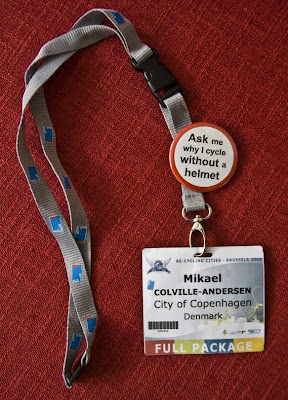 Ask me
why I cycle
without a
helmet
RE-CYCLING CITIES - BRUSSELS 2009
Mikael
COLVILLE-ANDERSEN
City of Copenhagen
Denmark
FULL PACKAGE